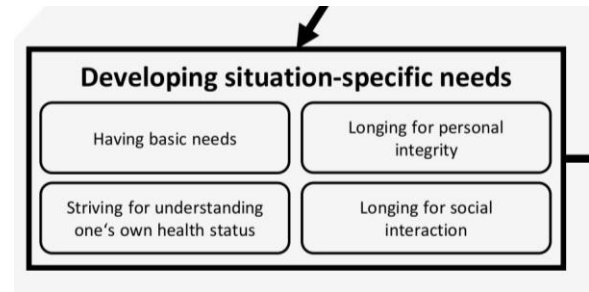 Developing situation-specific needs
Having basic needs
Longing for personal
integrity
Striving for understanding
one‘s own health status
Longing for social
interaction